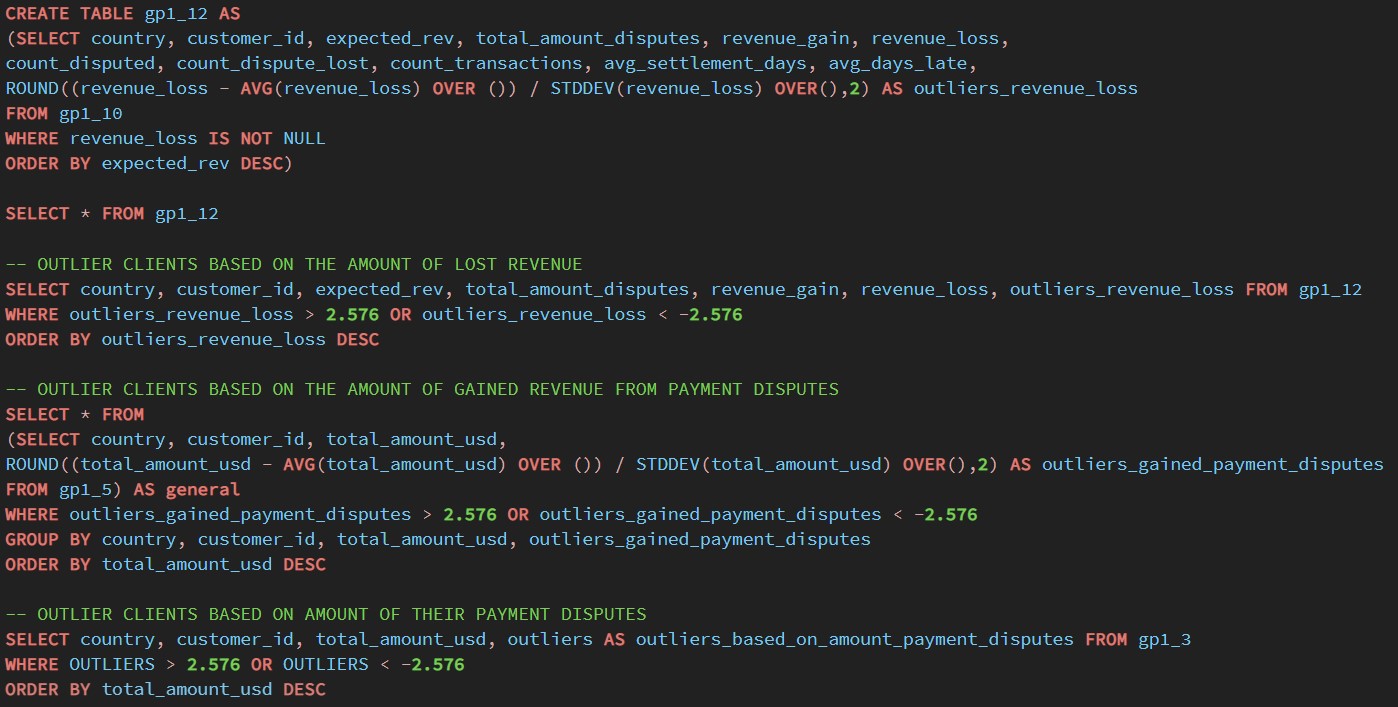 CREATE TABLE gp1_12 AS
(SELECT country, customer_id, expected_rev, total_amount_disputes, revenue_gain, revenue_loss,
count_disputed, count_dispute_lost, count_transactions, avg_settlement_days, avg_days_late,
ROUND((revenue_loss - AVG(revenue_loss) OVER ()) / STDDEV(revenue_loss) OVER(),2) AS outliers_revenue_loss
FROM gp1_10
WHERE revenue_loss IS NOT NULL
ORDER BY expected_rev DESC)
SELECT * FROM gp1_12
-- OUTLIER CLIENTS BASED ON THE AMOUNT OF LOST REVENUE
SELECT country, customer_id, expected_rev, total_amount_disputes, revenue_gain, revenue_loss, outliers_revenue_loss FROM gp1_12
WHERE outliers_revenue_loss > 2.576 OR outliers_revenue_loss < -2.576
ORDER BY outliers_revenue_loss DESC
-- OUTLIER CLIENTS BASED ON THE AMOUNT OF GAINED REVENUE FROM PAYMENT DISPUTES
SELECT * FROM
(SELECT country, customer_id, total_amount_usd,
ROUND((total_amount_usd - AVG(total_amount_usd) OVER ()) / STDDEV(total_amount_usd) OVER(),2) AS outliers_gained_payment_disputes
FROM gp1_5) AS general
WHERE outliers_gained_payment_disputes > 2.576 OR outliers_gained_payment_disputes < -2.576
GROUP BY country, customer_id, total_amount_usd, outliers_gained_payment_disputes
ORDER BY total_amount_usd DESC
-- OUTLIER CLIENTS BASED ON AMOUNT OF THEIR PAYMENT DISPUTES
SELECT country, customer_id, total_amount_usd, outliers AS outliers_based_on_amount_payment_disputes FROM gp1_3
WHERE OUTLIERS > 2.576 OR OUTLIERS < -2.576
ORDER BY total_amount_usd DESC